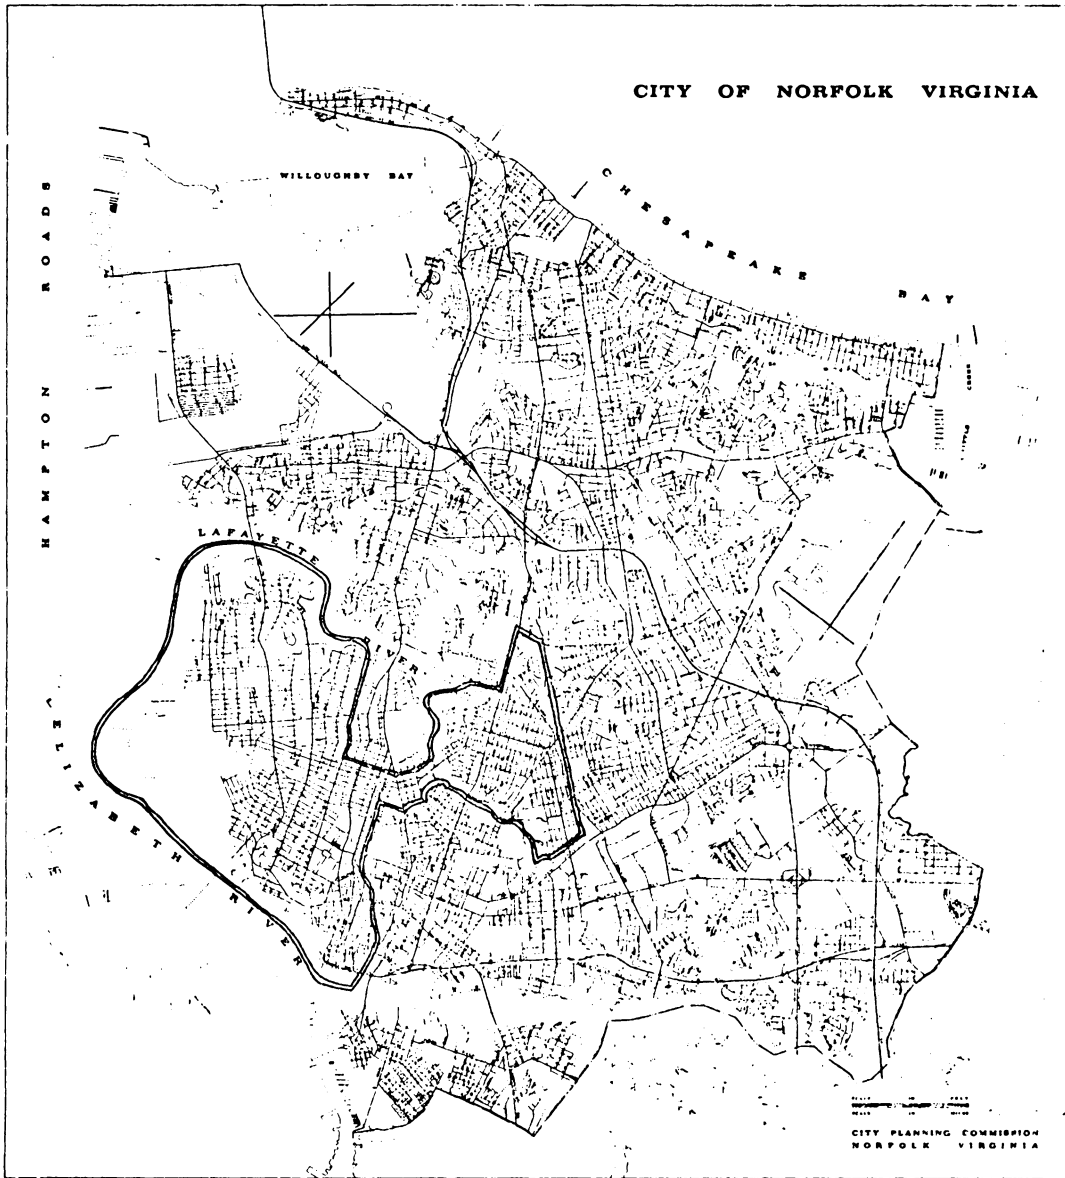 CITY OF NORFOLK VIRGINIA
WILLOUGHBY BAY
CHESAPEAKE BAY
HAMPTON ROADS
LAFAYETTE RIVER
ELIZABETH RIVER
CITY PLANNING COMMISSION
NORFOLK VIRGINIA